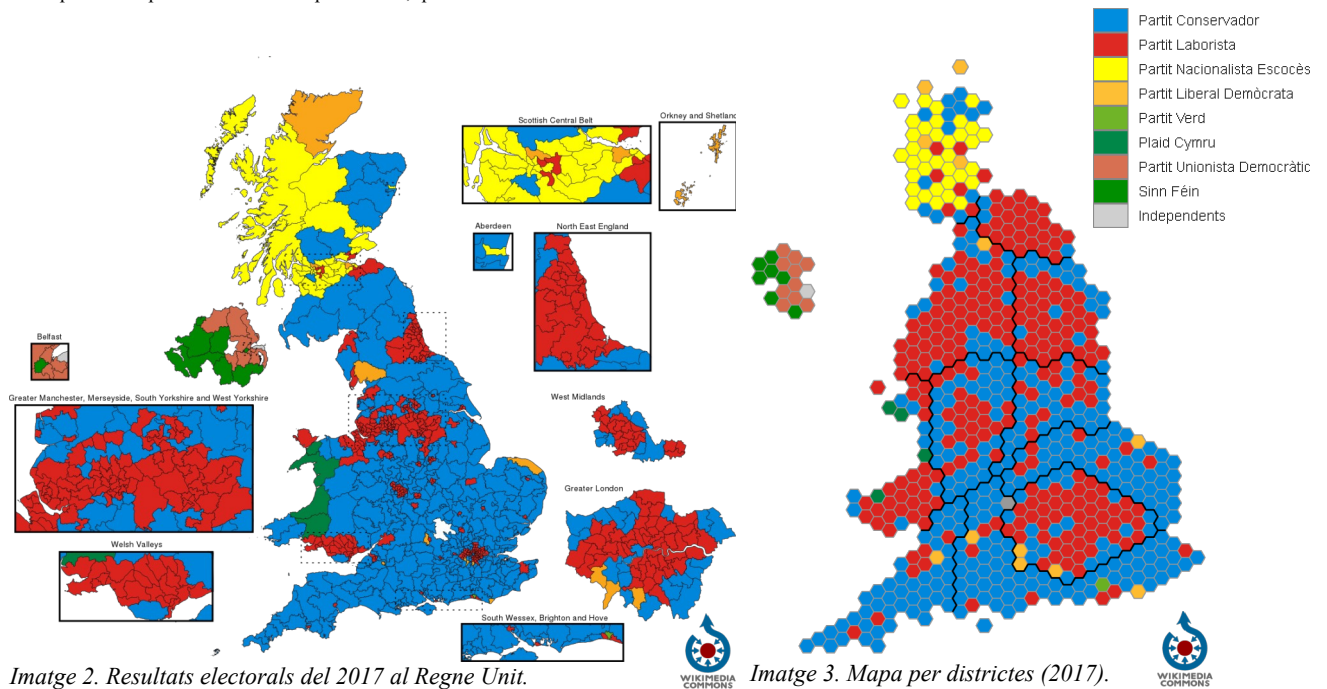 Partit Conservador
Partit Laborista
Partit Nacionalista Escocès
Partit Liberal Demòcrata
Partit Verd
Plaid Cymru
Partit Unionista Democràtic
Sinn Féin
Independents
Scottish Central Belt
Orkney and Shetland
Aberdeen
North East England
Belfast
Greater Manchester, Merseyside, South Yorkshire and West Yorkshire
West Midlands
Greater London
Welsh Valleys
South Wessex, Brighton and Hove
WIKIMEDIA
COMMONS
WIKIMEDIA
COMMONS
Imatge 2. Resultats electorals del 2017 al Regne Unit.
Imatge 3. Mapa per districtes (2017).